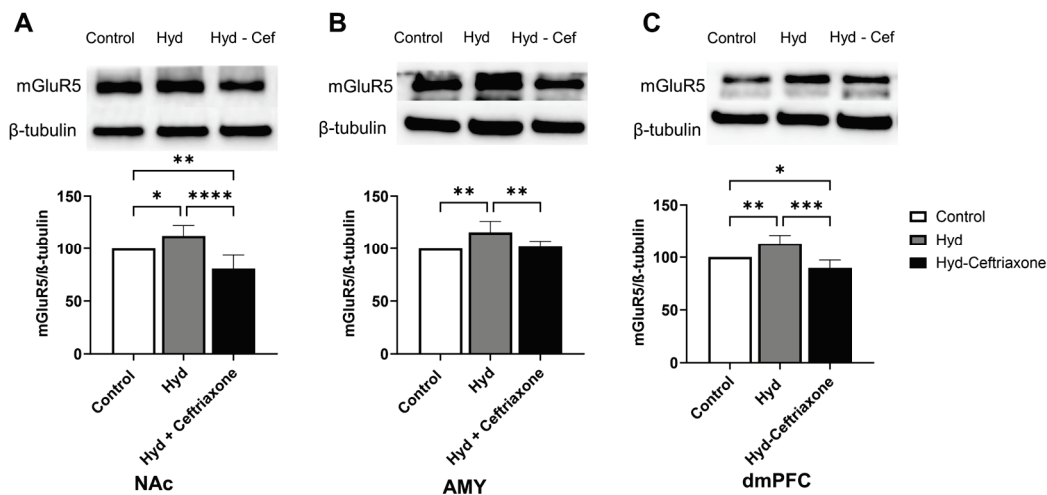 A
Control Hyd Hyd - Cef
mGluR5
β-tubulin
**
* ****
150
100
50
0
mGluR5/ß-tubulin
Control
Hyd
Hyd + Ceftriaxone
NAc
B
Control Hyd Hyd - Cef
mGluR5
β-tubulin
** **
150
100
50
0
mGluR5/ß-tubulin
Control
Hyd
Hyd + Ceftriaxone
AMY
C
Control Hyd Hyd - Cef
mGluR5
β-tubulin
*
** ***
150
100
50
0
mGluR5/ß-tubulin
Control
Hyd
Hyd-Ceftriaxone
dmPFC
Control
Hyd
Hyd-Ceftriaxone